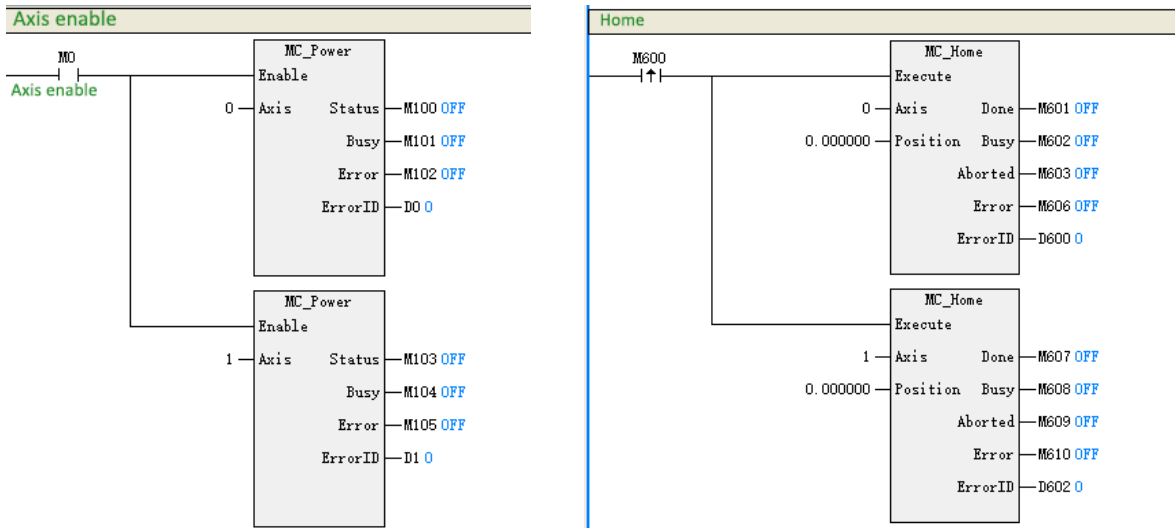 Axis enable
M0
Axis enable
MC_Power
Enable
0 Axis Status M100 OFF
Busy M101 OFF
Error M102 OFF
ErrorID D0 0
MC_Power
Enable
1 Axis Status M103 OFF
Busy M104 OFF
Error M105 OFF
ErrorID D1 0
Home
M600
MC_Home
Execute
0 Axis Done M601 OFF
0.000000 Position Busy M602 OFF
Aborted M603 OFF
Error M606 OFF
ErrorID D600 0
MC_Home
Execute
1 Axis Done M607 OFF
0.000000 Position Busy M608 OFF
Aborted M609 OFF
Error M610 OFF
ErrorID D602 0